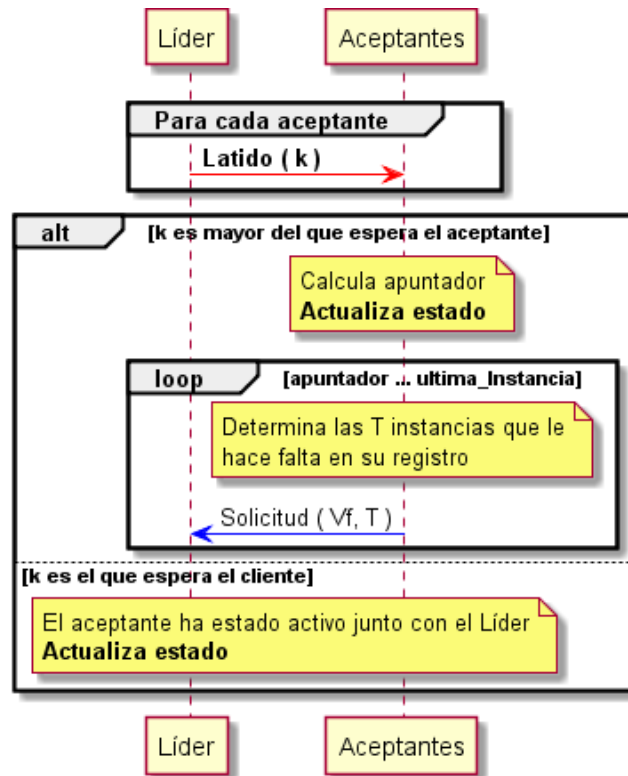 Líder
Aceptantes
Para cada aceptante
Latido ( k )
alt
[k es mayor del que espera el aceptante]
Calcula apuntador
Actualiza estado
loop
[apuntador ... ultima_Instancia]
Determina las T instancias que le
hace falta en su registro
Solicitud ( Vf, T )
[k es el que espera el cliente]
El aceptante ha estado activo junto con el Líder
Actualiza estado
Líder
Aceptantes